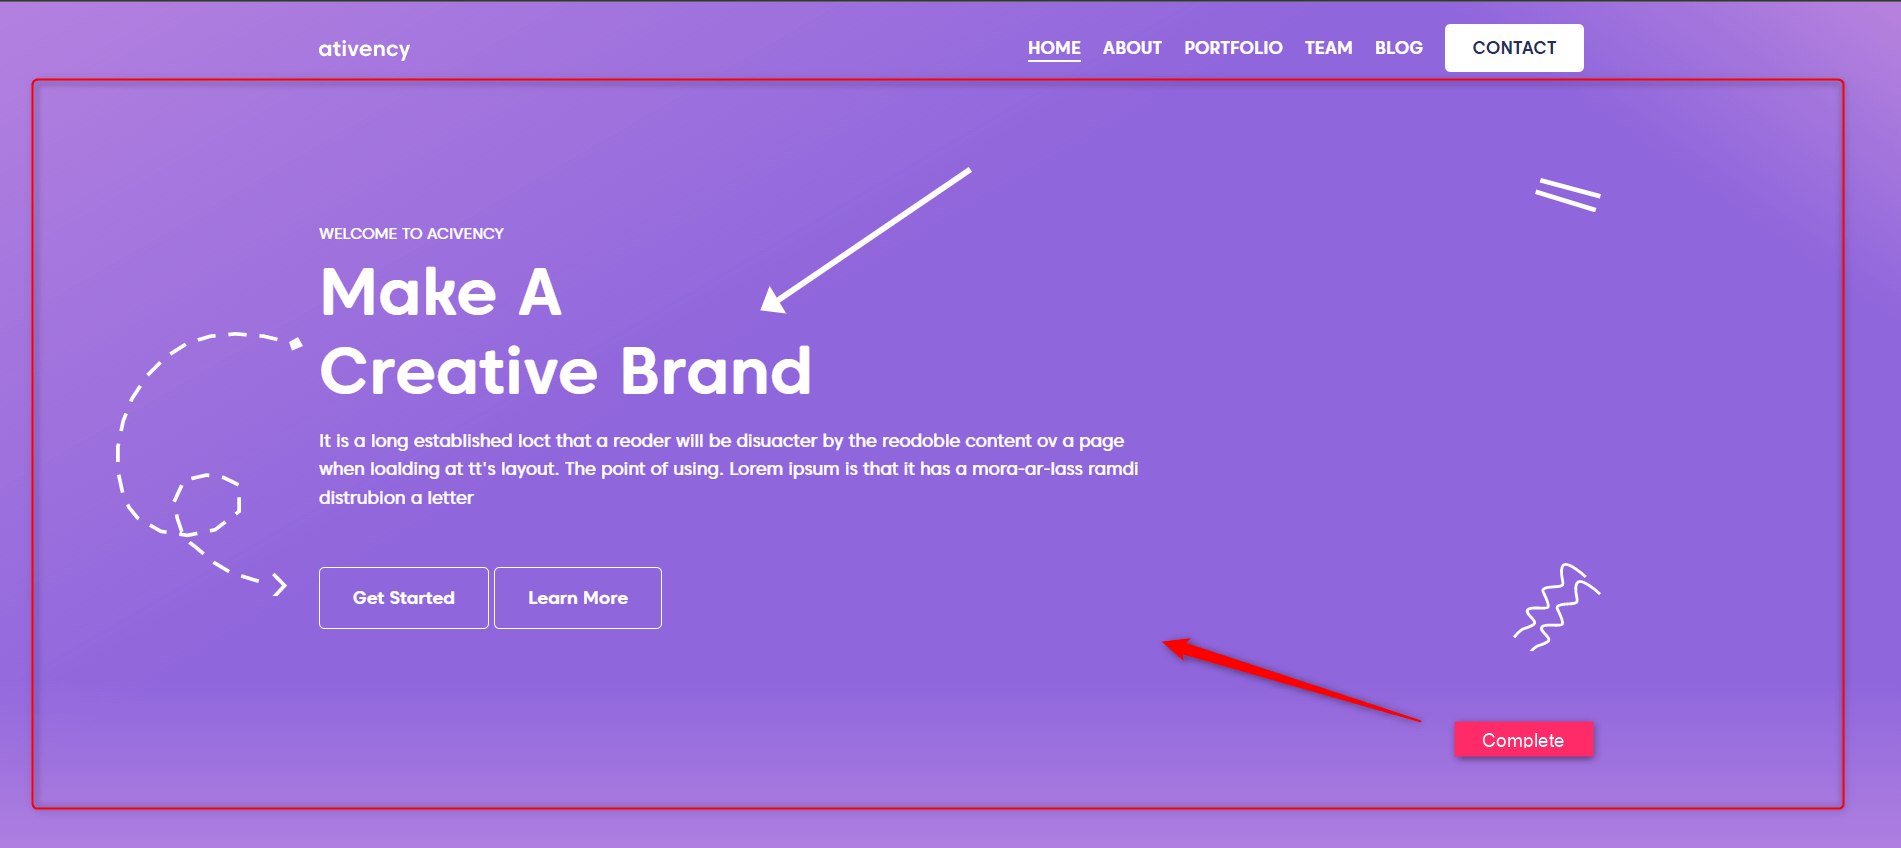 ativency
HOME ABOUT PORTFOLIO TEAM BLOG CONTACT
WELCOME TO ACIVENCY
Make A
Creative Brand
It is a long established loct that a reoder will be disuacter by the reodoble content ov a page
when loalding at tt's layout. The point of using. Lorem ipsum is that it has a mora-ar-lass ramdi
distrubion a letter
Get Started Learn More
Complete